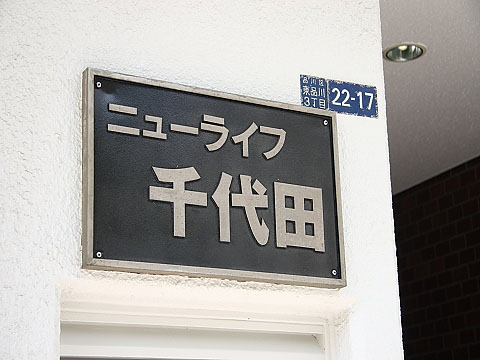 ニューライフ
千代田
品川区
東品川
3丁目
22-17